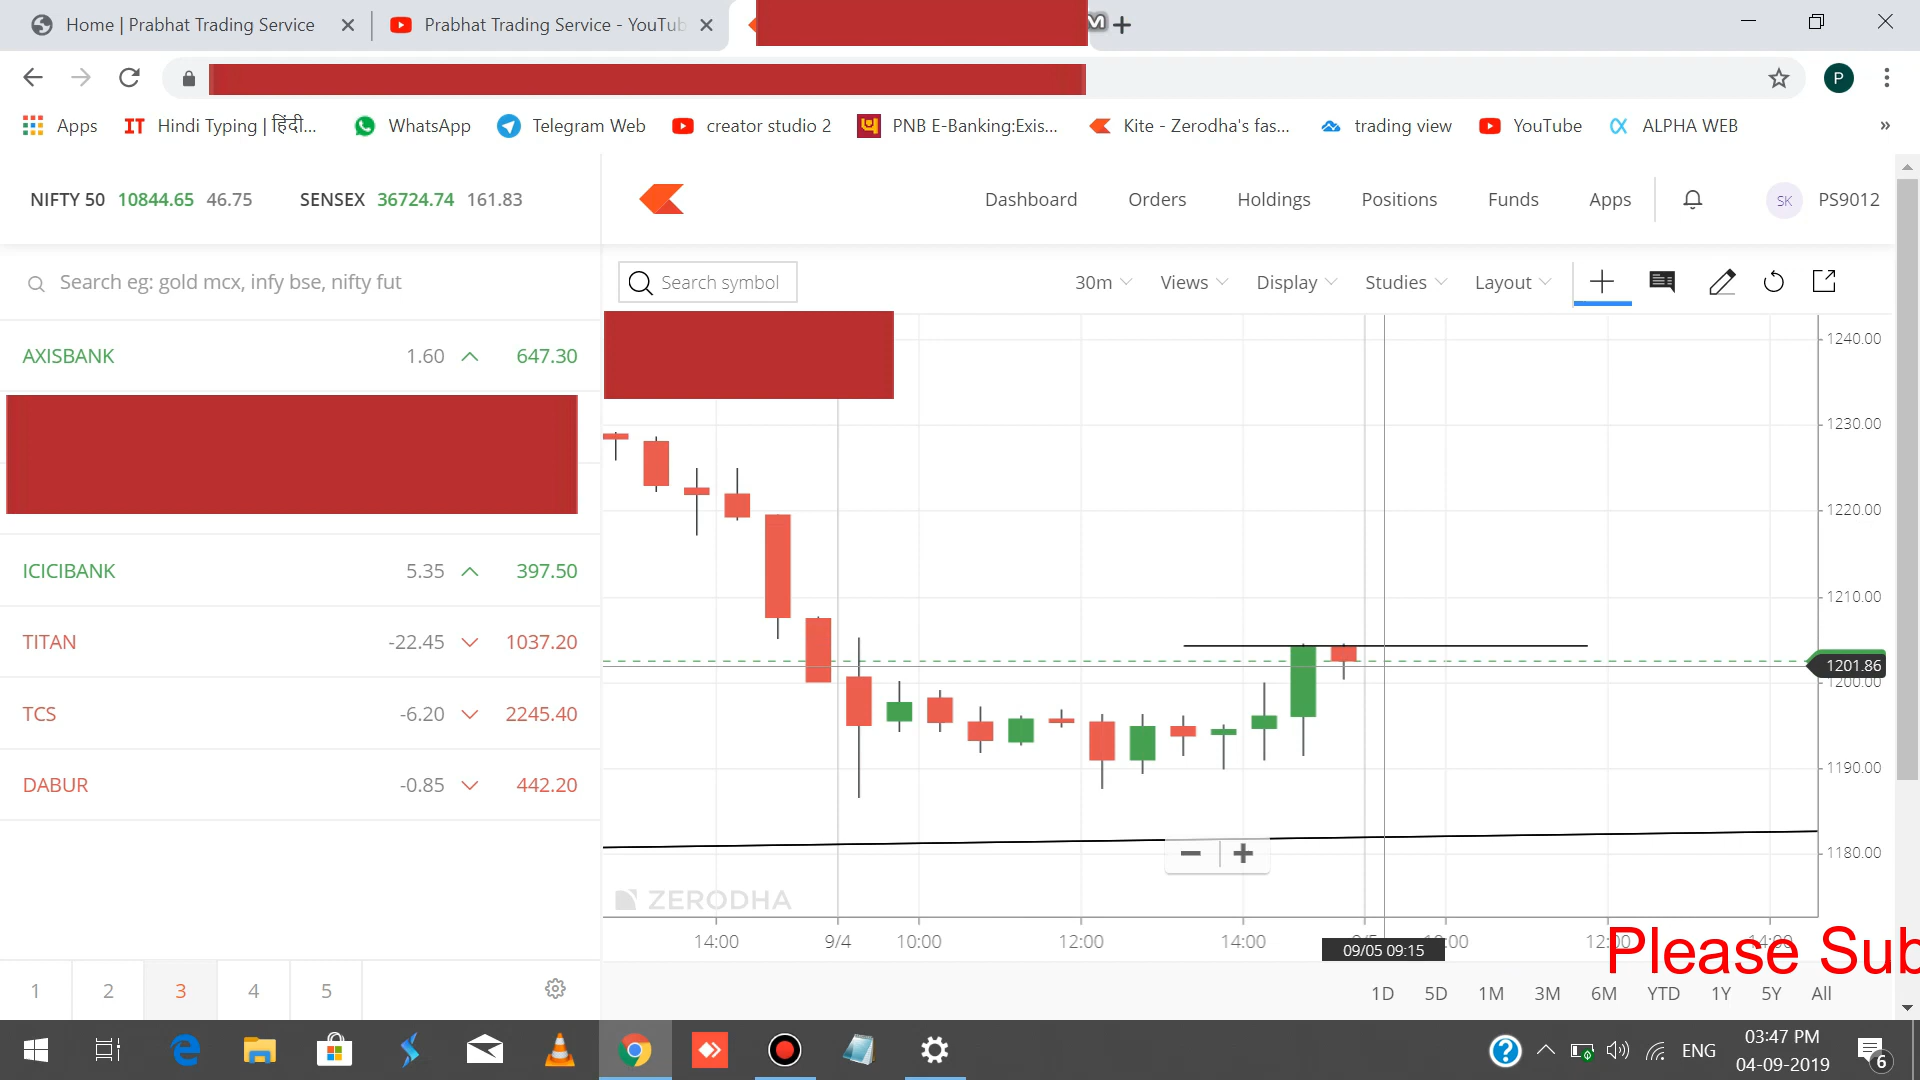 Home | Prabhat Trading Service
Prabhat Trading Service - YouTub
Apps
IT Hindi Typing | हिंदी...
WhatsApp
Telegram Web
creator studio 2
PNB E-Banking:Exis...
Kite - Zerodha's fas...
trading view
YouTube
ALPHA WEB
»
P
NIFTY 50 10844.65 46.75
SENSEX 36724.74 161.83
Dashboard
Orders
Holdings
Positions
Funds
Apps
SK
PS9012
Search eg: gold mcx, infy bse, nifty fut
Search symbol
30m
Views
Display
Studies
Layout
AXISBANK 1.60 647.30
ICICIBANK 5.35 397.50
TITAN -22.45 1037.20
TCS -6.20 2245.40
DABUR -0.85 442.20
1240.00
1230.00
1220.00
1210.00
1201.86
1200.00
1190.00
1180.00
ZERODHA
14:00 9/4 10:00 12:00 14:00
09/05 09:15
12:00
14:00
Please Sub
1 2 3 4 5
1D 5D 1M 3M 6M YTD 1Y 5Y All
ENG
03:47 PM
04-09-2019
6